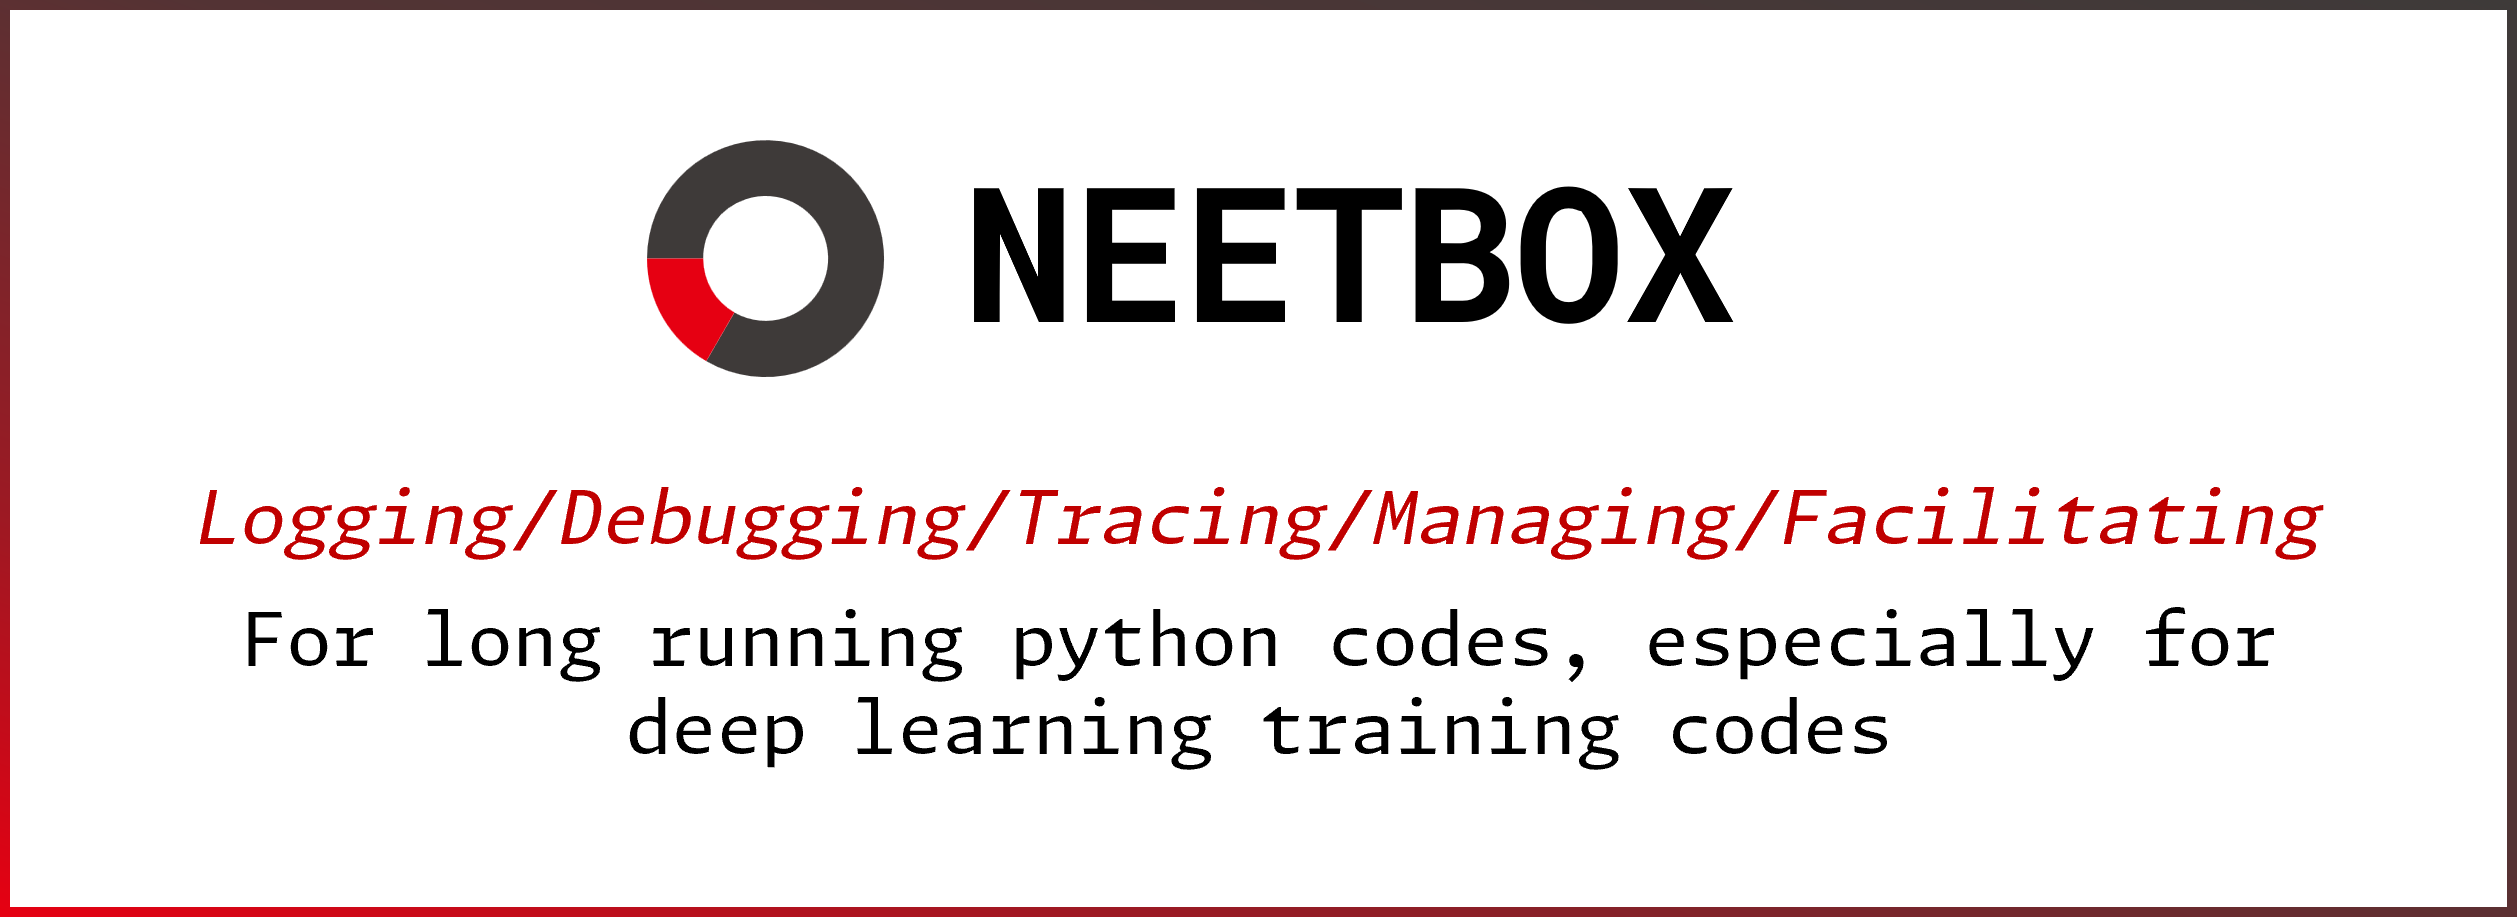 NEETBOX
Logging/Debugging/Tracing/Managing/Facilitating
For long running python codes, especially for
deep learning training codes